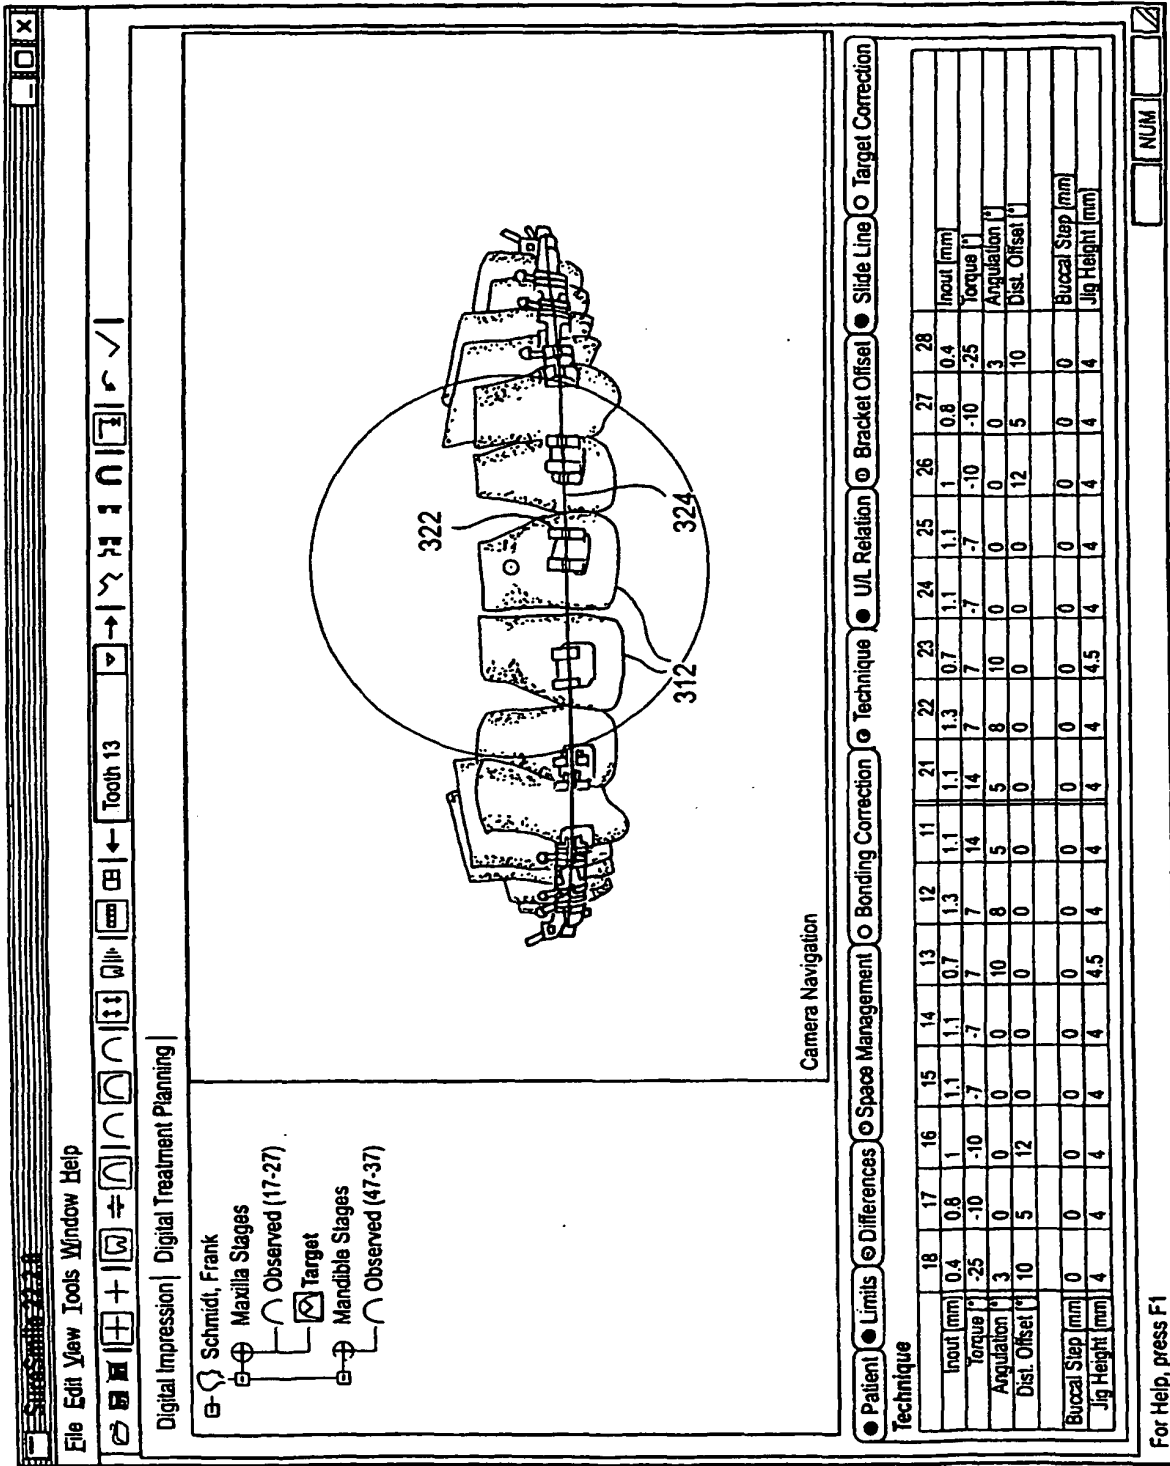 SureSmile 22.2.8
File Edit View Tools Window Help
Tooth 13
Digital Impression | Digital Treatment Planning |
Schmidt, Frank
Maxilla Stages
Observed (17-27)
Target
Mandible Stages
Observed (47-37)
322
324
312
Camera Navigation
Patient Limits Differences Space Management Bonding Correction Technique U/L Relation Bracket Offset Slide Line Target Correction
Technique
18 17 16 15 14 13 12 11 21 22 23 24 25 26 27 28
Inout [mm] 0.4 0.8 1 1.1 1.1 0.7 1.3 1.1 1.1 1.3 0.7 1.1 1.1 1 0.8 0.4 Inout [mm]
Torque [°] -25 -10 -10 -7 -7 7 7 14 14 7 7 -7 -7 -10 -10 -25 Torque [°]
Angulation [°] 3 0 0 0 0 10 8 5 5 8 10 0 0 0 0 3 Angulation [°]
Dist. Offset [°] 10 5 12 0 0 0 0 0 0 0 0 0 0 12 5 10 Dist. Offset [°]
Buccal Step [mm] 0 0 0 0 0 0 0 0 0 0 0 0 0 0 0 0 Buccal Step [mm]
Jig Height [mm] 4 4 4 4 4 4.5 4 4 4 4 4.5 4 4 4 4 4 Jig Height [mm]
For Help, press F1
NUM